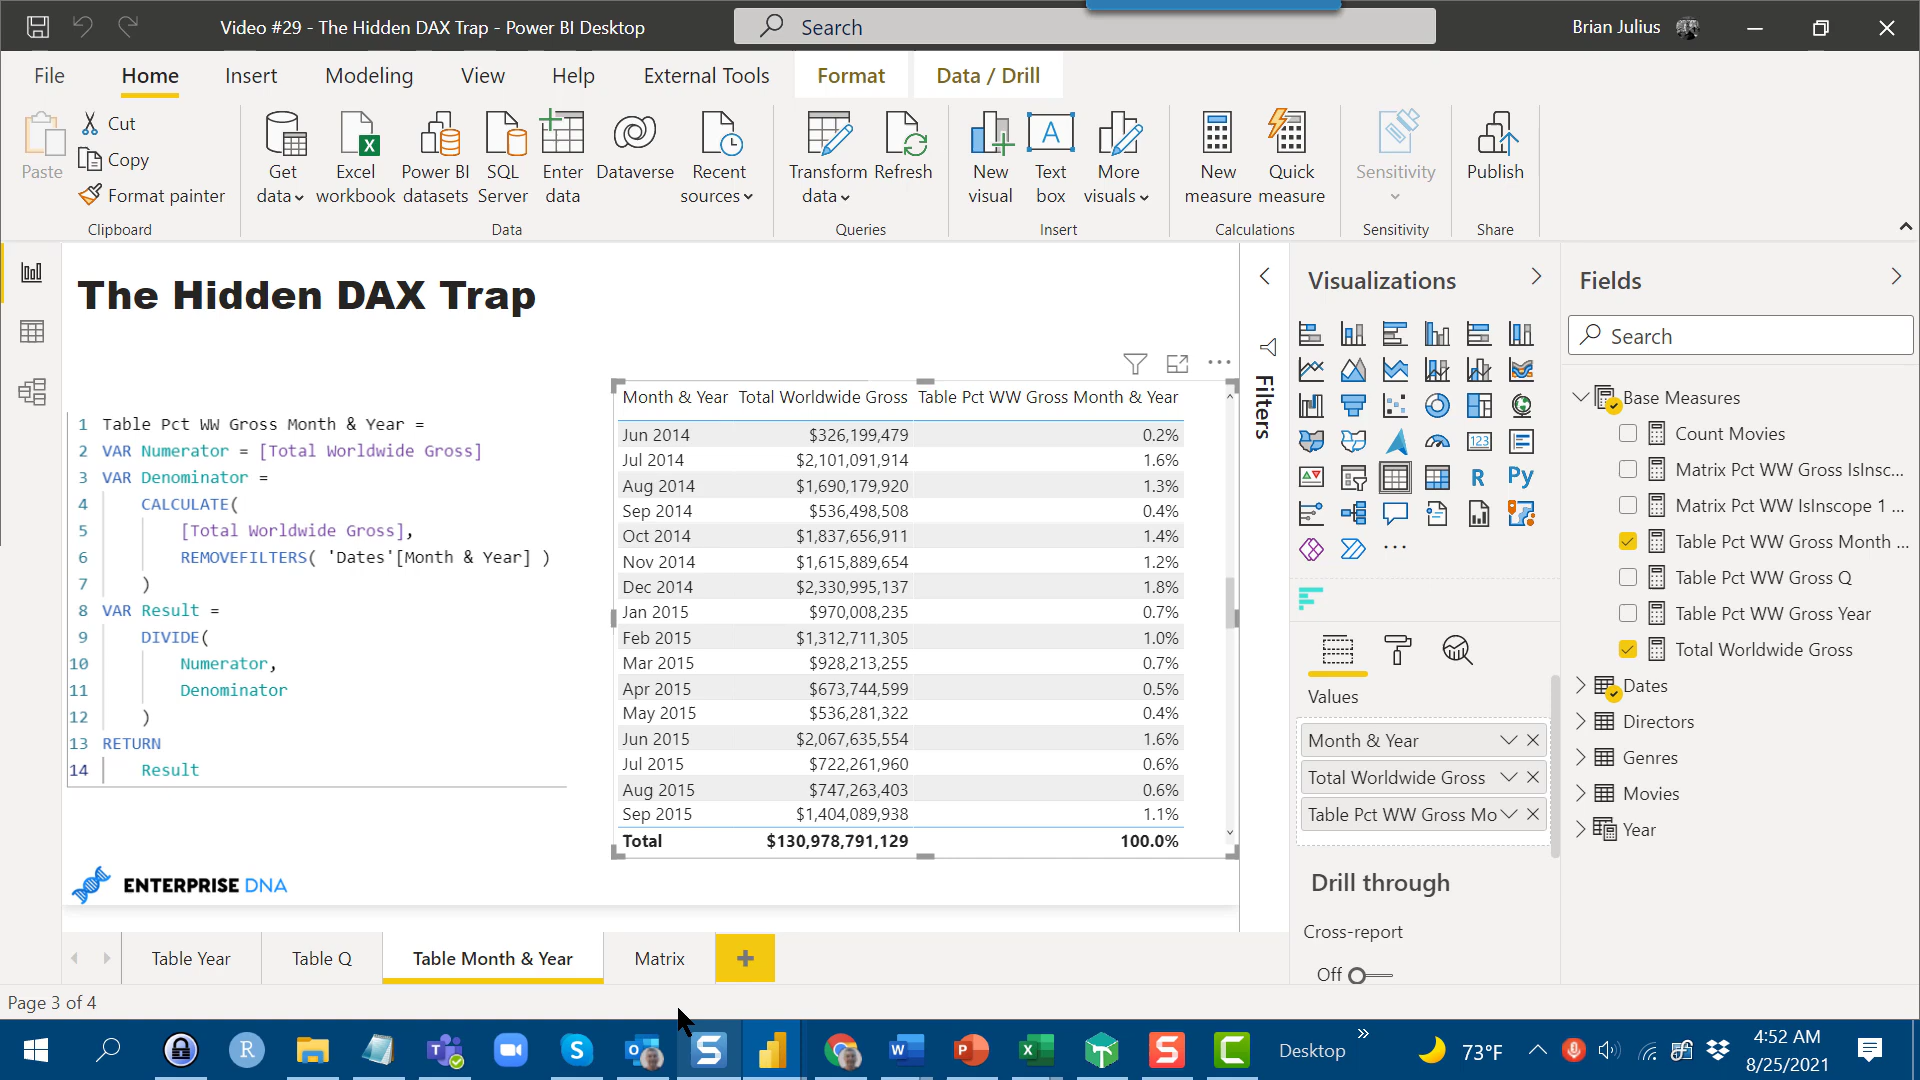 Video #29 - The Hidden DAX Trap - Power BI Desktop
Search
Brian Julius
File
Home
Insert
Modeling
View
Help
External Tools
Format
Data / Drill
Paste
Cut
Copy
Format painter
Clipboard
Get data
Excel workbook
Power BI datasets
SQL Server
Enter data
Dataverse
Recent sources
Data
Transform data
Refresh
Queries
New visual
Text box
More visuals
Insert
New measure
Quick measure
Calculations
Sensitivity
Sensitivity
Publish
Share
The Hidden DAX Trap
1 Table Pct WW Gross Month & Year =
2 VAR Numerator = [Total Worldwide Gross]
3 VAR Denominator =
4 CALCULATE(
5 [Total Worldwide Gross],
6 REMOVEFILTERS( 'Dates'[Month & Year] )
7 )
8 VAR Result =
9 DIVIDE(
10 Numerator,
11 Denominator
12 )
13 RETURN
14 Result
Month & Year Total Worldwide Gross Table Pct WW Gross Month & Year
Jun 2014 $326,199,479 0.2%
Jul 2014 $2,101,091,914 1.6%
Aug 2014 $1,690,179,920 1.3%
Sep 2014 $536,498,508 0.4%
Oct 2014 $1,837,656,911 1.4%
Nov 2014 $1,615,889,654 1.2%
Dec 2014 $2,330,995,137 1.8%
Jan 2015 $970,008,235 0.7%
Feb 2015 $1,312,711,305 1.0%
Mar 2015 $928,213,255 0.7%
Apr 2015 $673,744,599 0.5%
May 2015 $536,281,322 0.4%
Jun 2015 $2,067,635,554 1.6%
Jul 2015 $722,261,960 0.6%
Aug 2015 $747,263,403 0.6%
Sep 2015 $1,404,089,938 1.1%
Total $130,978,791,129 100.0%
ENTERPRISE DNA
Filters
Visualizations
123
R
Py
Values
Month & Year
Total Worldwide Gross
Table Pct WW Gross Mo
Drill through
Cross-report
Off
Fields
Search
Base Measures
Count Movies
Matrix Pct WW Gross IsInsc...
Matrix Pct WW IsInscope 1 ...
Table Pct WW Gross Month ...
Table Pct WW Gross Q
Table Pct WW Gross Year
Total Worldwide Gross
Dates
Directors
Genres
Movies
Year
Table Year
Table Q
Table Month & Year
Matrix
Page 3 of 4
Desktop
73°F
4:52 AM
8/25/2021